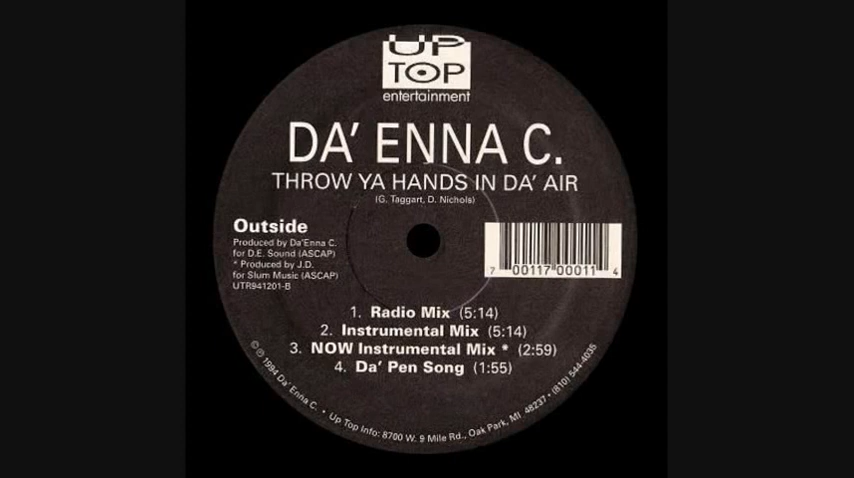 UP
TOP
entertainment
DA' ENNA C.
THROW YA HANDS IN DA' AIR
(G. Taggart, D. Nichols)
Outside
Produced by Da'Enna C.
for D.E. Sound (ASCAP)
* Produced by J.D.
for Slum Music (ASCAP)
UTR941201-B
7 00117 00011 4
1. Radio Mix (5:14)
2. Instrumental Mix (5:14)
3. NOW Instrumental Mix * (2:59)
4. Da' Pen Song (1:55)
© ℗ 1994 Da' Enna C. • Up Top Info: 8700 W. 9 Mile Rd., Oak Park, MI 48237 • (810) 544-4035